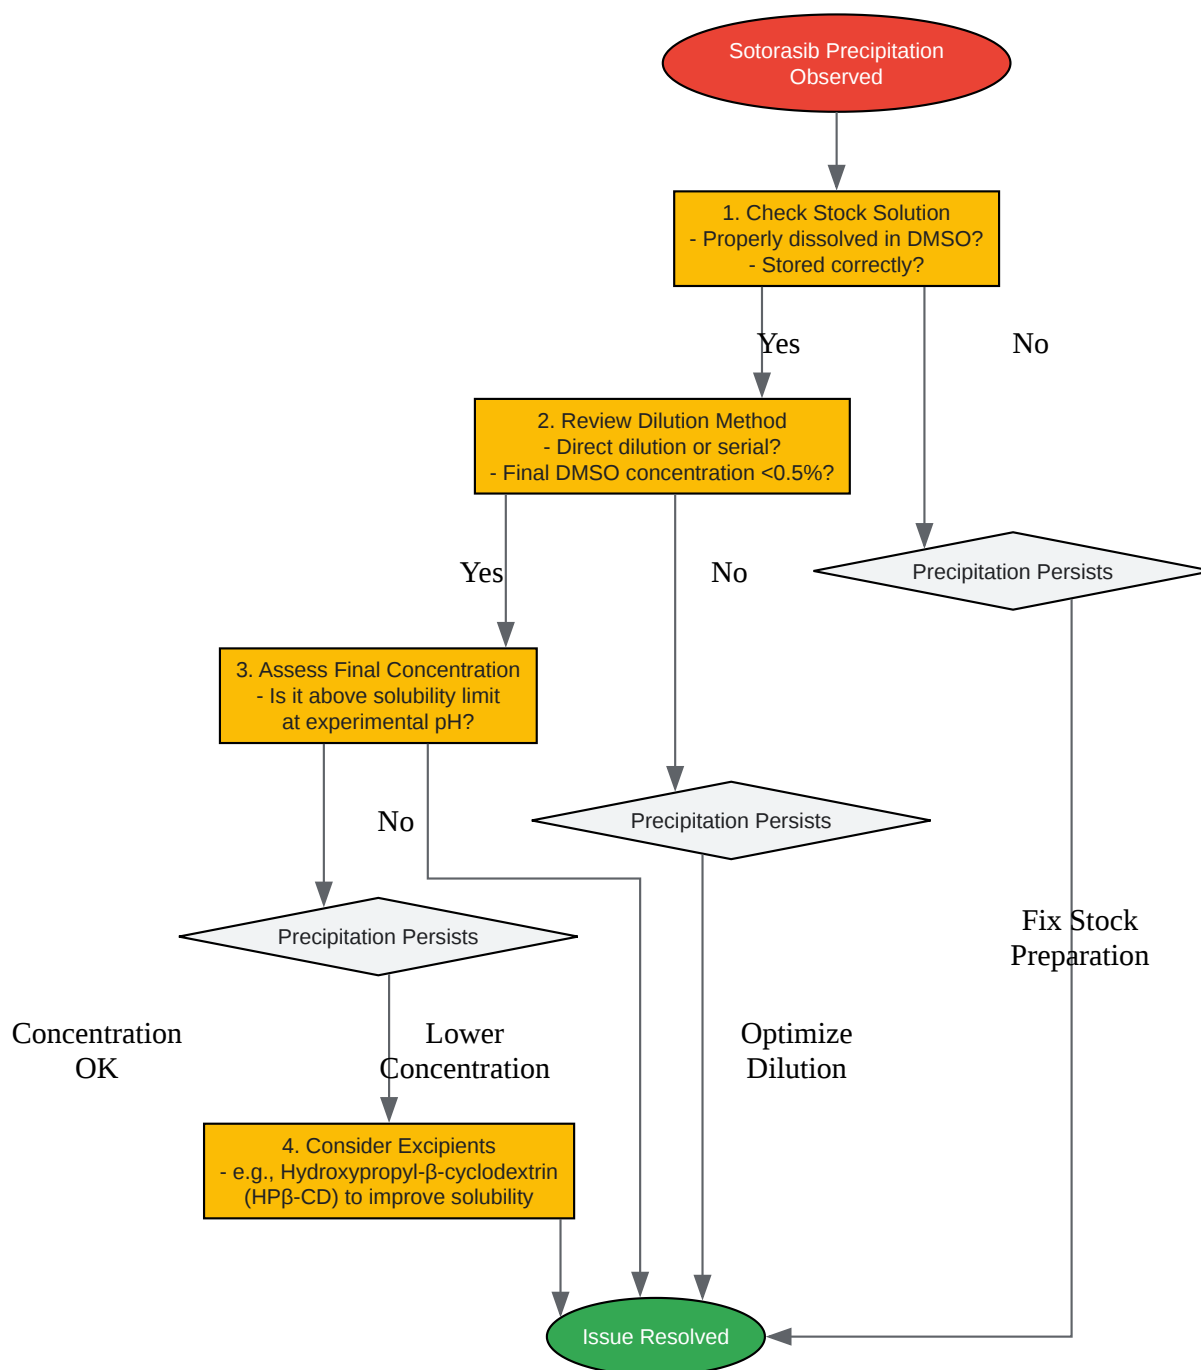 Sotorasib Precipitation
Observed
1. Check Stock Solution
- Properly dissolved in DMSO?
- Stored correctly?
Yes
No
2. Review Dilution Method
- Direct dilution or serial?
- Final DMSO concentration <0.5%?
Yes
No
Precipitation Persists
3. Assess Final Concentration
- Is it above solubility limit
at experimental pH?
No
Precipitation Persists
Precipitation Persists
Fix Stock
Preparation
Concentration
OK
Lower
Concentration
Optimize
Dilution
4. Consider Excipients
- e.g., Hydroxypropyl-β-cyclodextrin
(HPβ-CD) to improve solubility
Issue Resolved